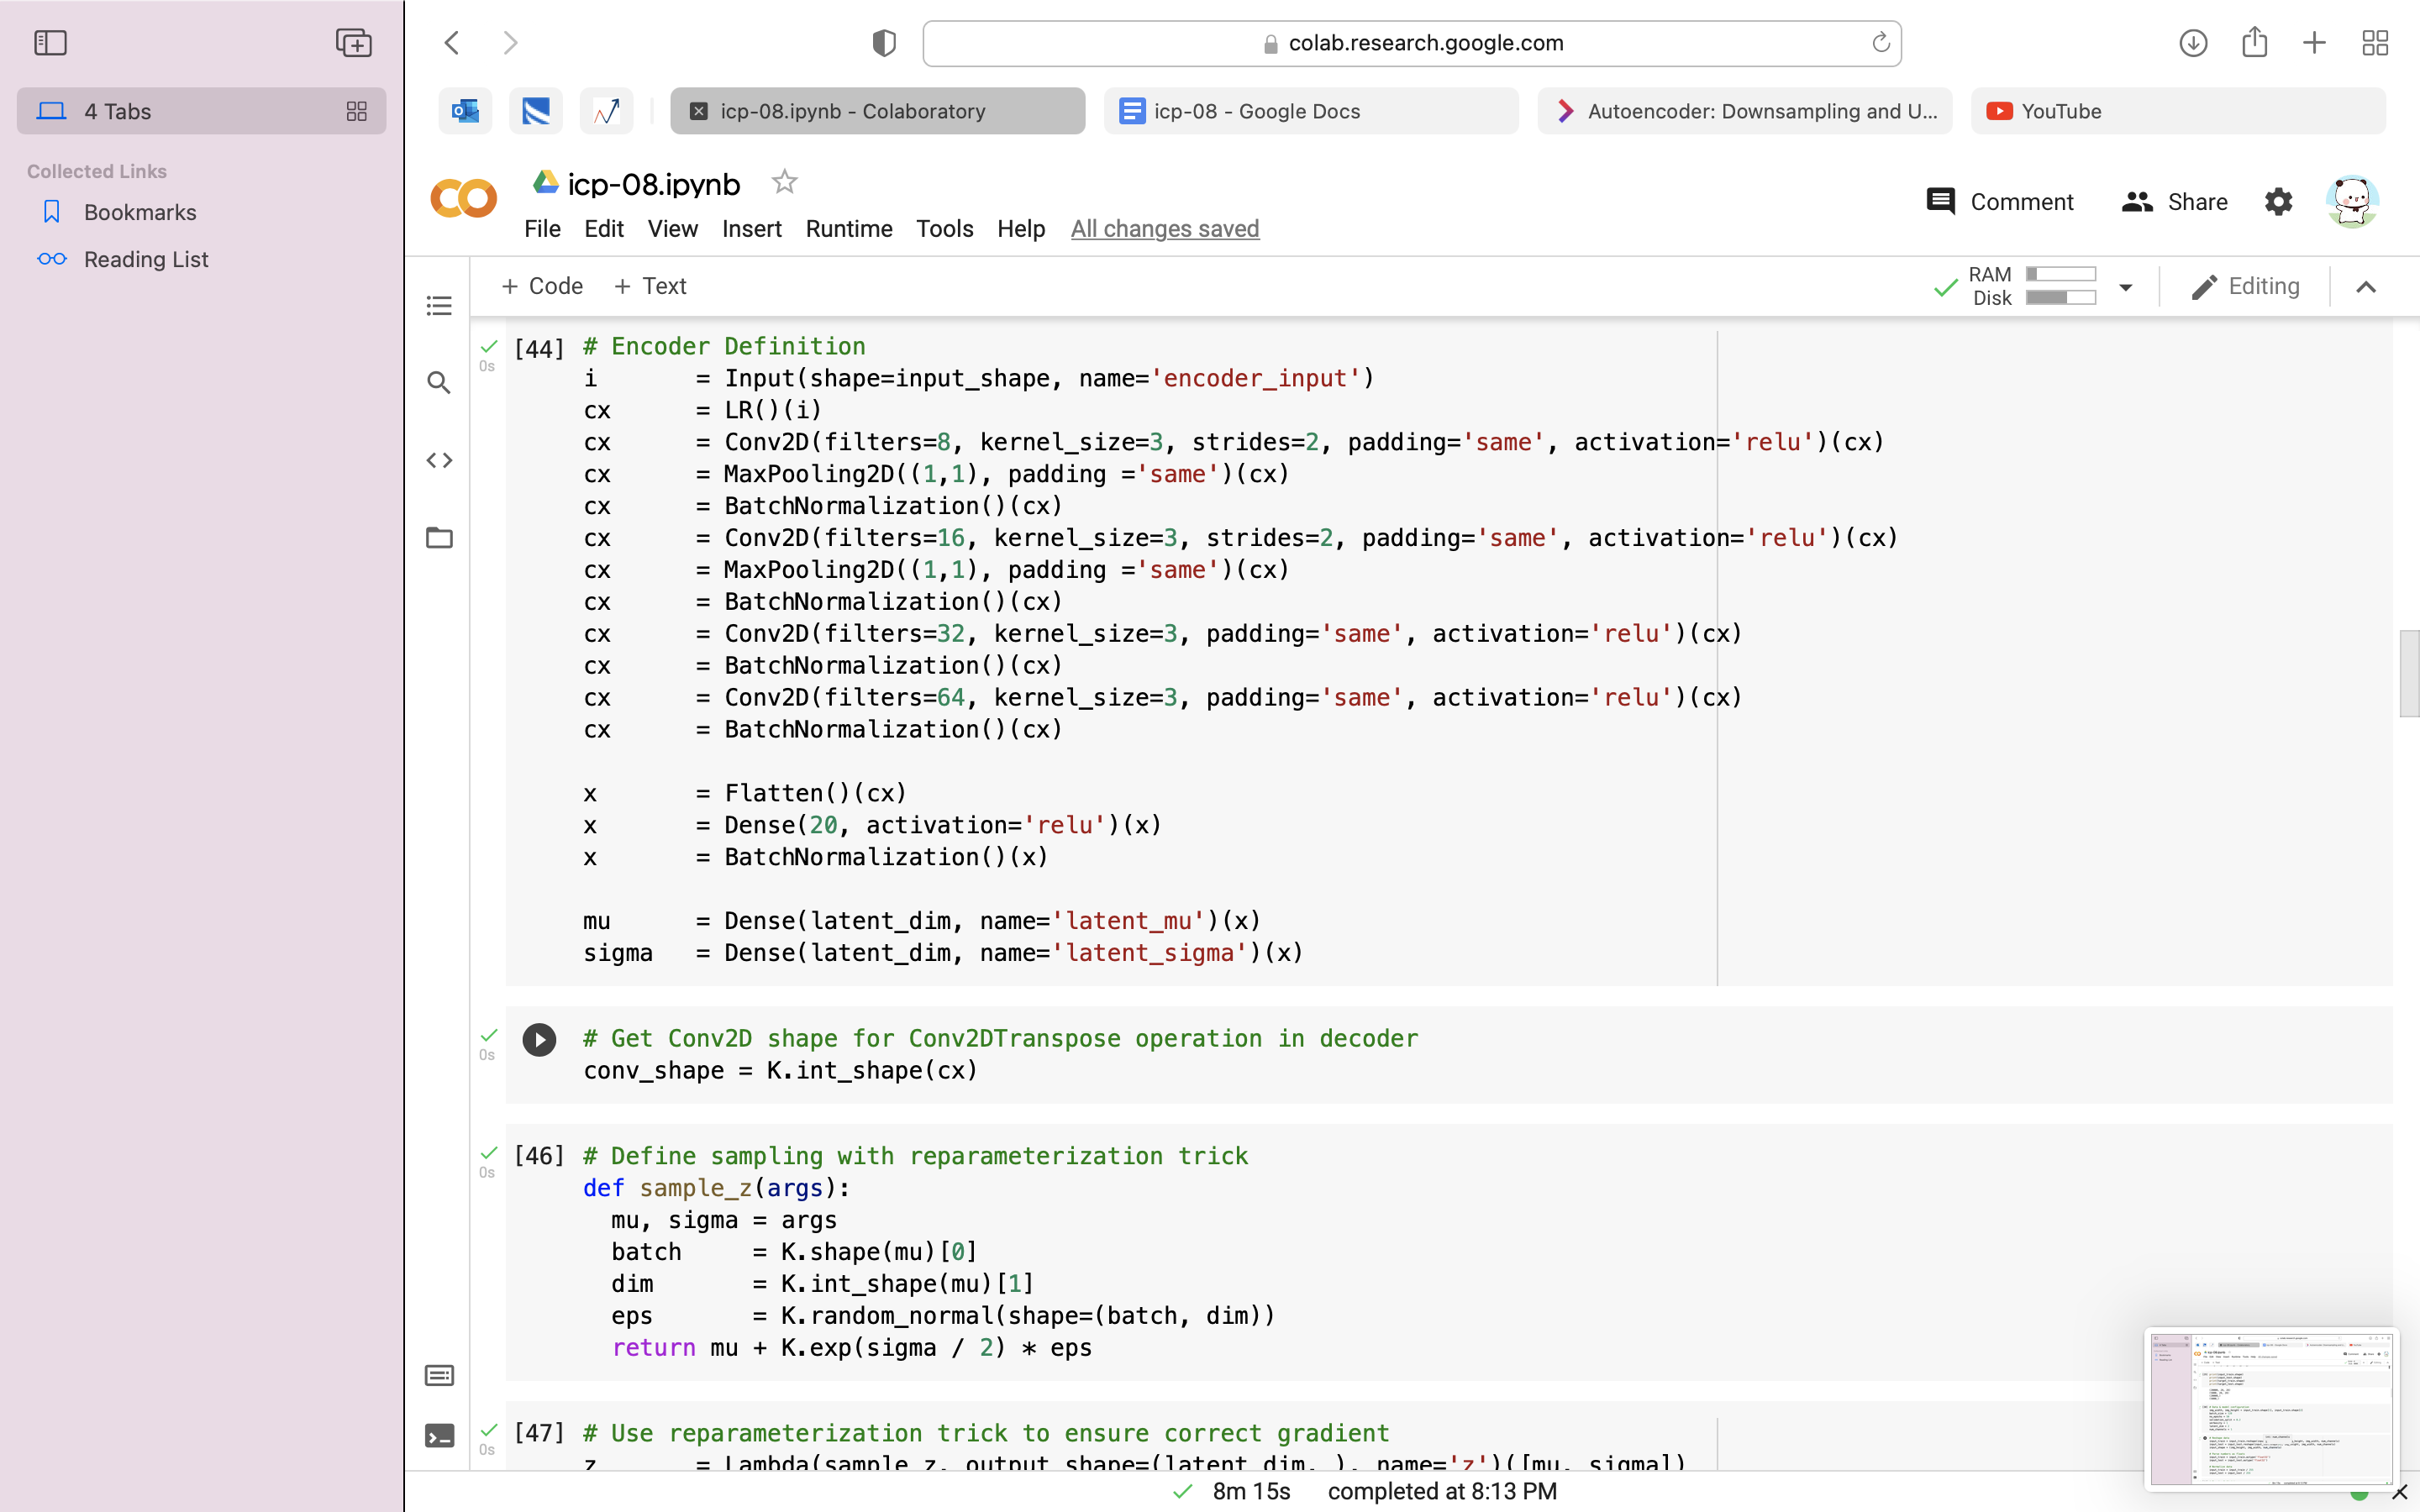 4 Tabs
Collected Links
Bookmarks
Reading List
colab.research.google.com
icp-08.ipynb - Colaboratory
icp-08 - Google Docs
Autoencoder: Downsampling and U...
YouTube
icp-08.ipynb
File Edit View Insert Runtime Tools Help All changes saved
Comment
Share
+ Code + Text
RAM
Disk
Editing
0s
[44] # Encoder Definition
i       = Input(shape=input_shape, name='encoder_input')
cx      = LR()(i)
cx      = Conv2D(filters=8, kernel_size=3, strides=2, padding='same', activation='relu')(cx)
cx      = MaxPooling2D((1,1), padding ='same')(cx)
cx      = BatchNormalization()(cx)
cx      = Conv2D(filters=16, kernel_size=3, strides=2, padding='same', activation='relu')(cx)
cx      = MaxPooling2D((1,1), padding ='same')(cx)
cx      = BatchNormalization()(cx)
cx      = Conv2D(filters=32, kernel_size=3, padding='same', activation='relu')(cx)
cx      = BatchNormalization()(cx)
cx      = Conv2D(filters=64, kernel_size=3, padding='same', activation='relu')(cx)
cx      = BatchNormalization()(cx)
x       = Flatten()(cx)
x       = Dense(20, activation='relu')(x)
x       = BatchNormalization()(x)
mu      = Dense(latent_dim, name='latent_mu')(x)
sigma   = Dense(latent_dim, name='latent_sigma')(x)
0s
# Get Conv2D shape for Conv2DTranspose operation in decoder
conv_shape = K.int_shape(cx)
0s
[46] # Define sampling with reparameterization trick
def sample_z(args):
  mu, sigma = args
  batch     = K.shape(mu)[0]
  dim       = K.int_shape(mu)[1]
  eps       = K.random_normal(shape=(batch, dim))
  return mu + K.exp(sigma / 2) * eps
0s
[47] # Use reparameterization trick to ensure correct gradient
z       = Lambda(sample_z, output_shape=(latent_dim, ), name='z')([mu, sigma])
8m 15s completed at 8:13 PM